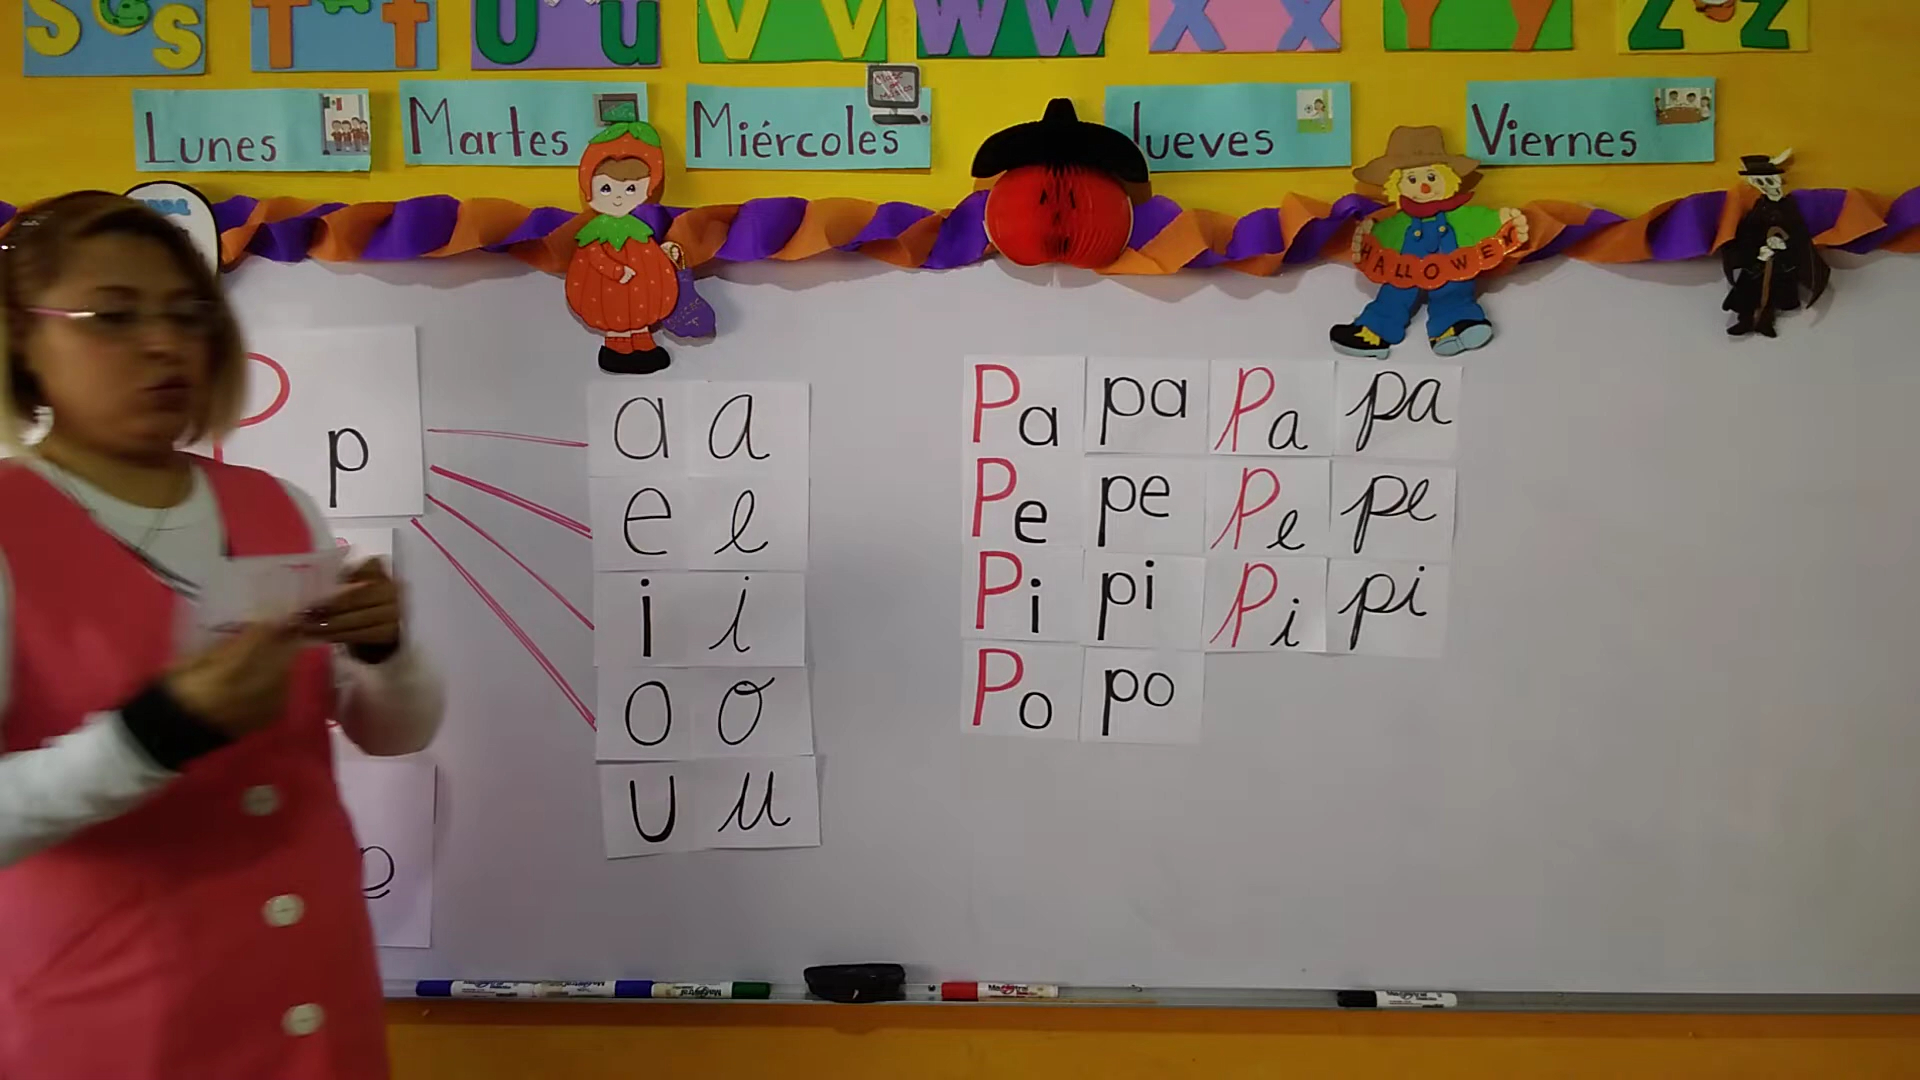 S s T t U u V v W w X x Y y Z z
Lunes Martes Miércoles Jueves Viernes
HALLOWEEN
P p
a a
e e
i i
o o
u u
p
Pa pa Pa pa
Pe pe Pe pe
Pi pi Pi pi
Po po